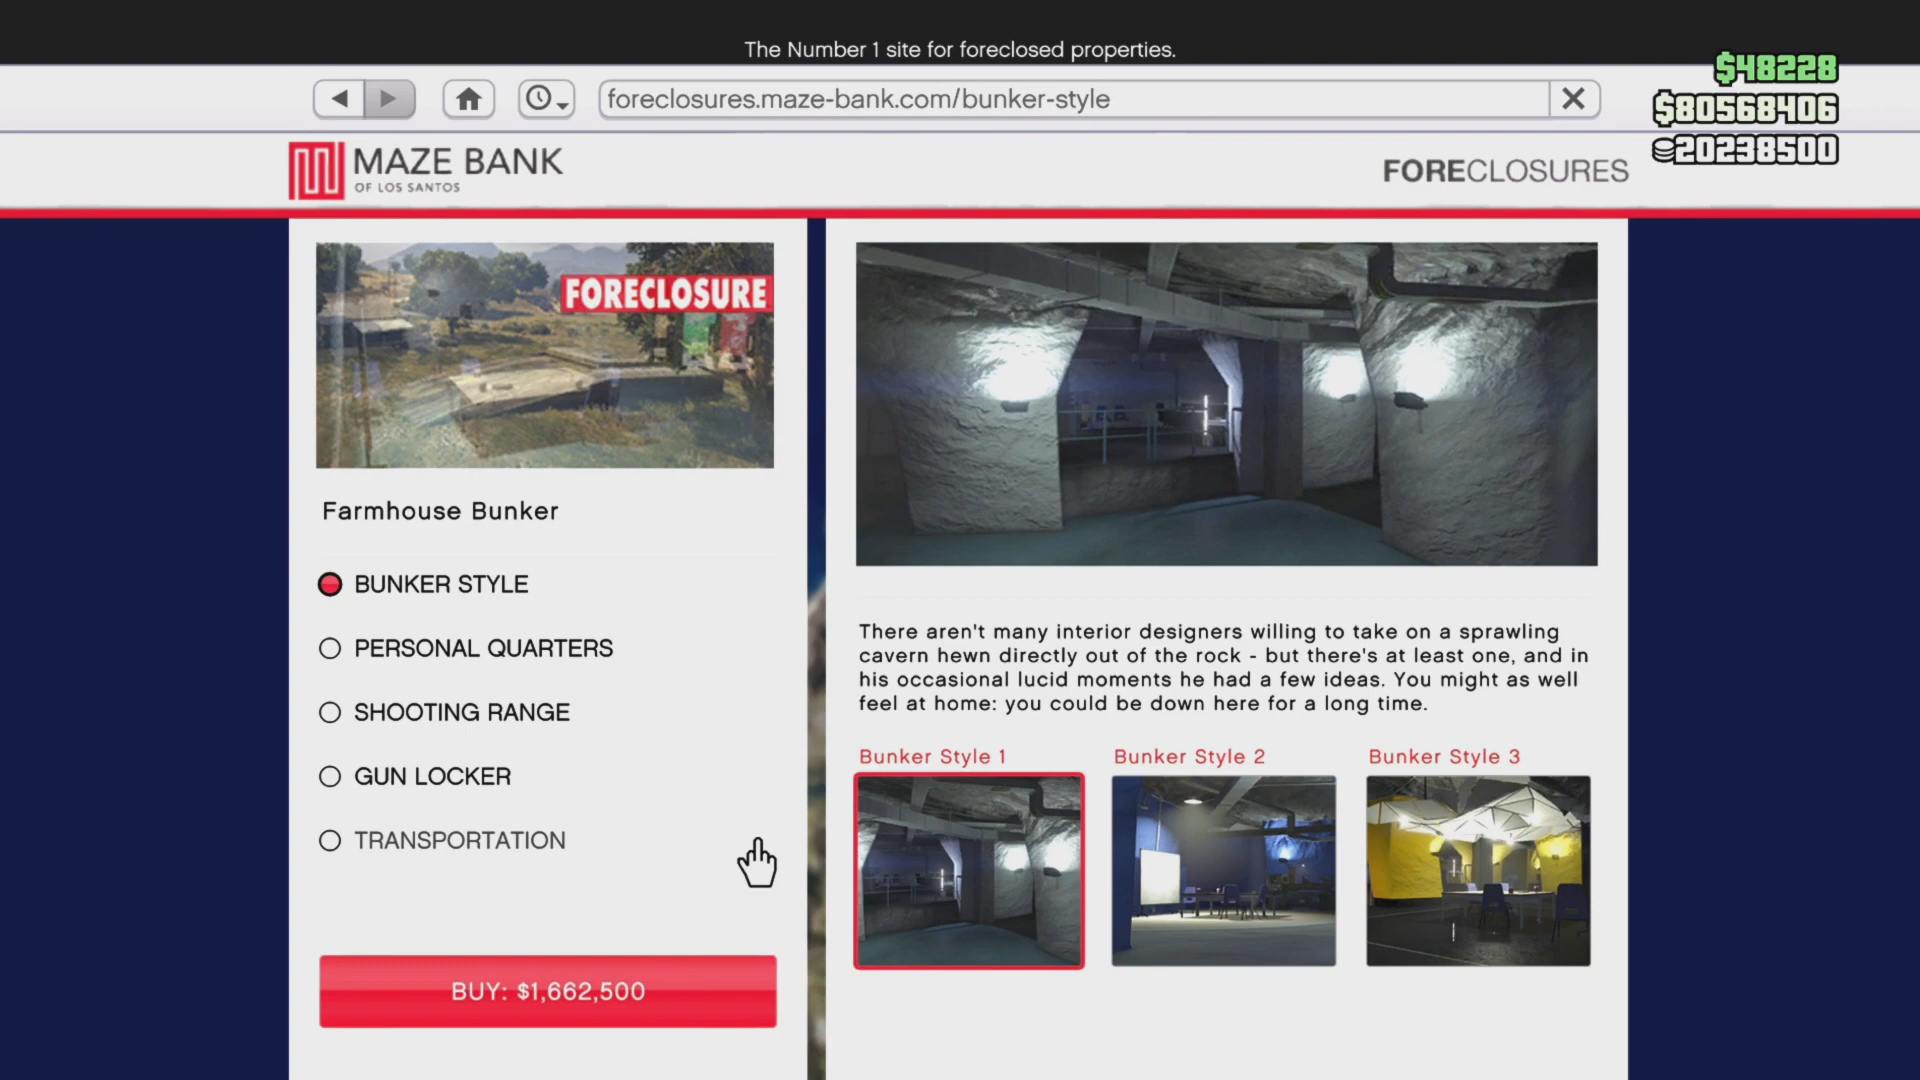 The Number 1 site for foreclosed properties.
$48228
foreclosures.maze-bank.com/bunker-style
$80568406
20238500
MAZE BANK
OF LOS SANTOS
FORECLOSURES
FORECLOSURE
Farmhouse Bunker
BUNKER STYLE
PERSONAL QUARTERS
SHOOTING RANGE
GUN LOCKER
TRANSPORTATION
BUY: $1,662,500
There aren't many interior designers willing to take on a sprawling
cavern hewn directly out of the rock - but there's at least one, and in
his occasional lucid moments he had a few ideas. You might as well
feel at home: you could be down here for a long time.
Bunker Style 1
Bunker Style 2
Bunker Style 3